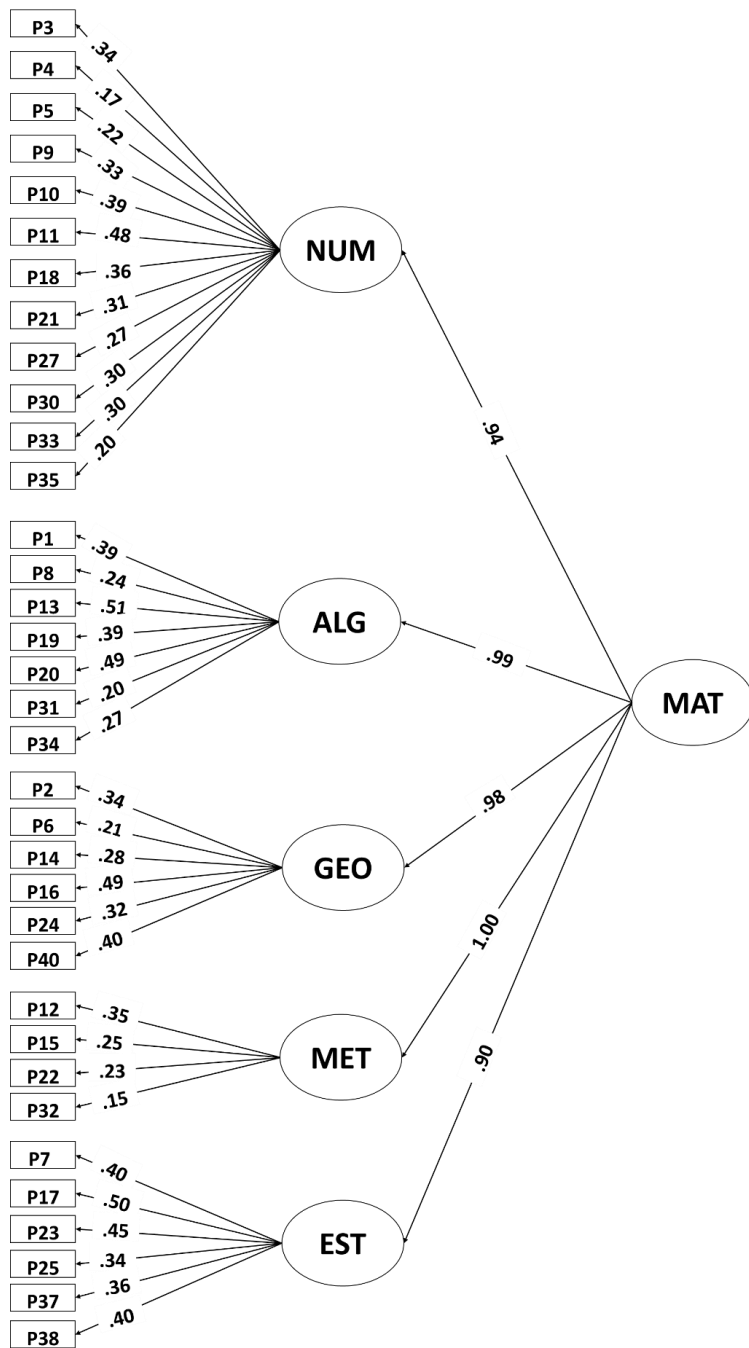 P3
.34
P4
.17
P5
.22
P9
.33
P10
.39
P11
.48
P18
.36
P21
.31
P27
.27
P30
.30
P33
.30
P35
.20
NUM
.94
P1
.39
P8
.24
P13
.51
P19
.39
P20
.49
P31
.20
P34
.27
ALG
.99
MAT
P2
.34
P6
.21
P14
.28
P16
.49
P24
.32
P40
.40
GEO
.98
P12
.35
P15
.25
P22
.23
P32
.15
MET
1.00
P7
.40
P17
.50
P23
.45
P25
.34
P37
.36
P38
.40
EST
.90